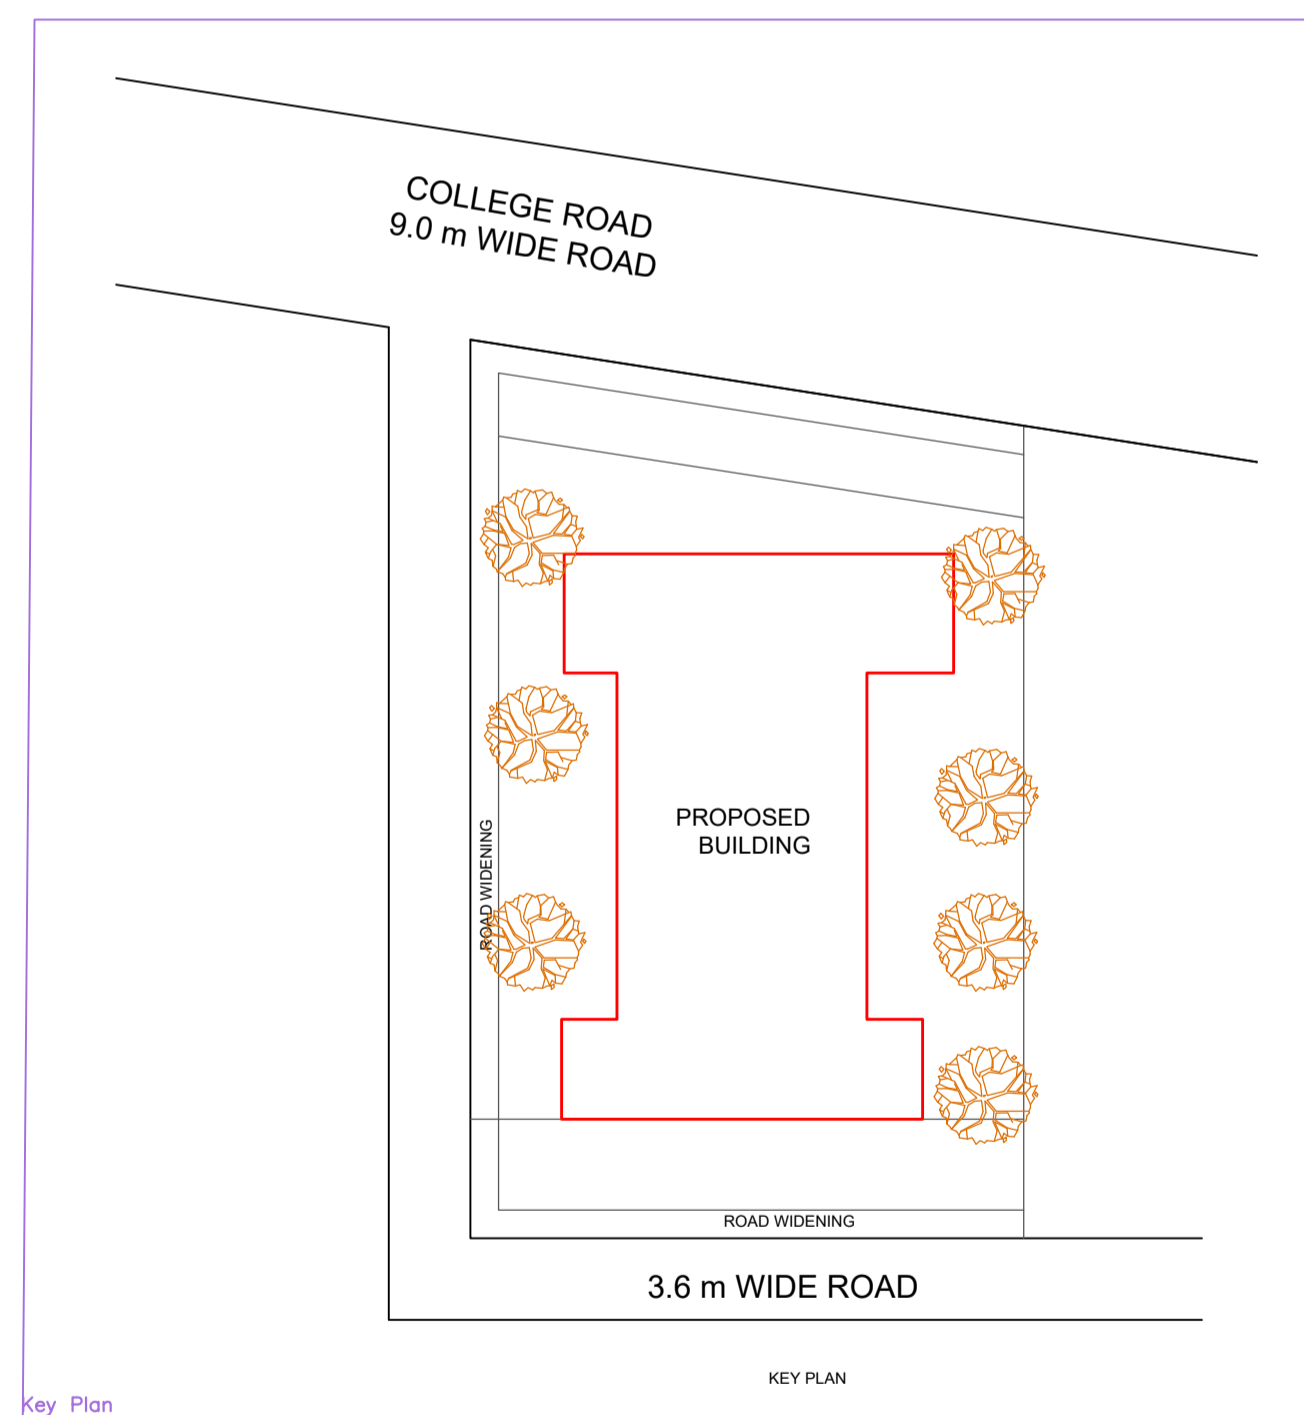 COLLEGE ROAD
9.0 m WIDE ROAD
PROPOSED
BUILDING
ROAD WIDENING
ROAD WIDENING
3.6 m WIDE ROAD
KEY PLAN
Key Plan